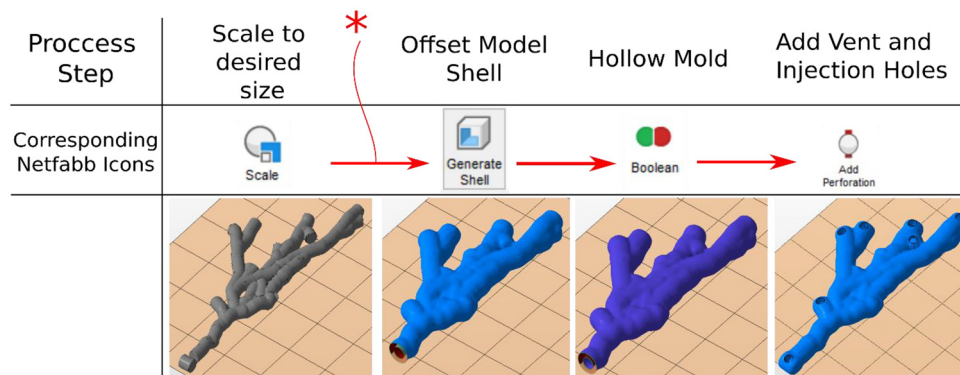 Proccess
Step
Scale to
desired
size
*
Offset Model
Shell
Hollow Mold
Add Vent and
Injection Holes
Corresponding
Netfabb Icons
Scale
Generate
Shell
Boolean
Add
Perforation